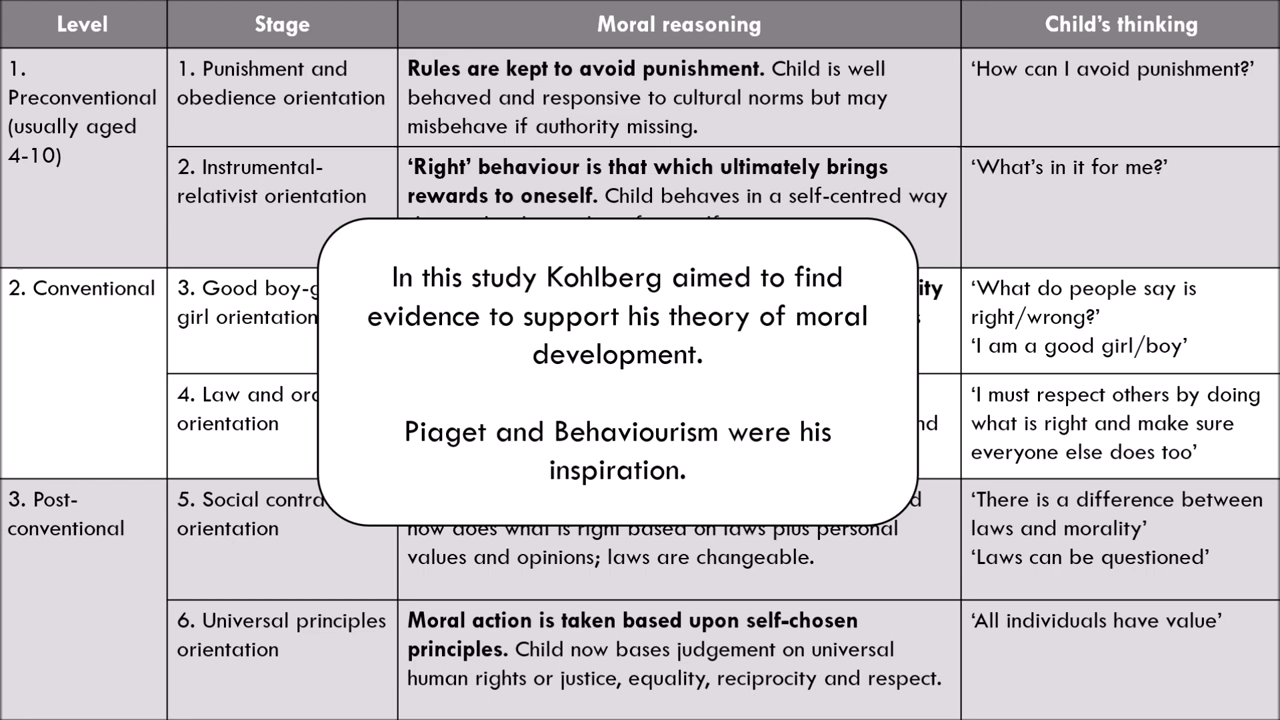 Level
Stage
Moral reasoning
Child's thinking
1.
Preconventional
(usually aged
4-10)
1. Punishment and
obedience orientation
Rules are kept to avoid punishment. Child is well
behaved and responsive to cultural norms but may
misbehave if authority missing.
‘How can I avoid punishment?’
2. Instrumental-
relativist orientation
‘Right’ behaviour is that which ultimately brings
rewards to oneself. Child behaves in a self-centred way
‘What's in it for me?’
2. Conventional
3. Good boy-g
girl orientation
‘What do people say is
right/wrong?’
‘I am a good girl/boy’
4. Law and
orientation
‘I must respect others by doing
what is right and make sure
everyone else does too’
In this study Kohlberg aimed to find
evidence to support his theory of moral
development.
Piaget and Behaviourism were his
inspiration.
3. Post-
conventional
5. Social
orientation
now does what is right based on laws plus personal
values and opinions; laws are changeable.
‘There is a difference between
laws and morality’
‘Laws can be questioned’
6. Universal principles
orientation
Moral action is taken based upon self-chosen
principles. Child now bases judgement on universal
human rights or justice, equality, reciprocity and respect.
‘All individuals have value’